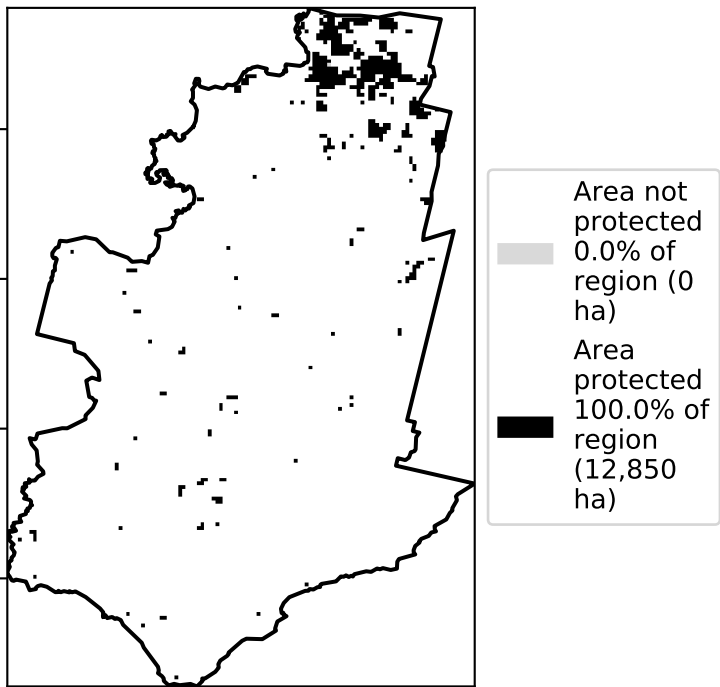 Area not
protected
0.0% of
region (0
ha)
Area
protected
100.0% of
region
(12,850
ha)